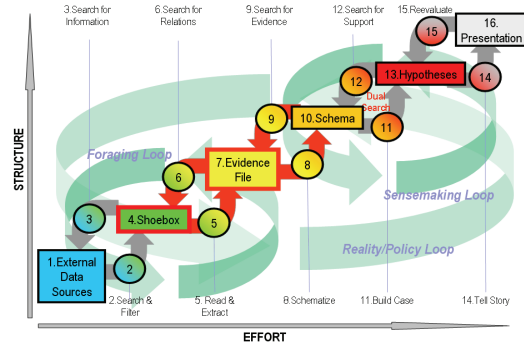 3.Search for
Information
6.Search for
Relations
9.Search for
Evidence
12.Search for
Support
15.Reevaluate
15
16.
Presentation
12
13.Hypotheses
14
Dual
Search
9
10.Schema
11
Foraging Loop
7.Evidence
File
8
6
Sensemaking Loop
3
4.Shoebox
5
Reality/Policy Loop
1.External
Data
Sources
2
2.Search &
Filter
5. Read &
Extract
8.Schematize
11.Build Case
14.Tell Story
STRUCTURE
EFFORT